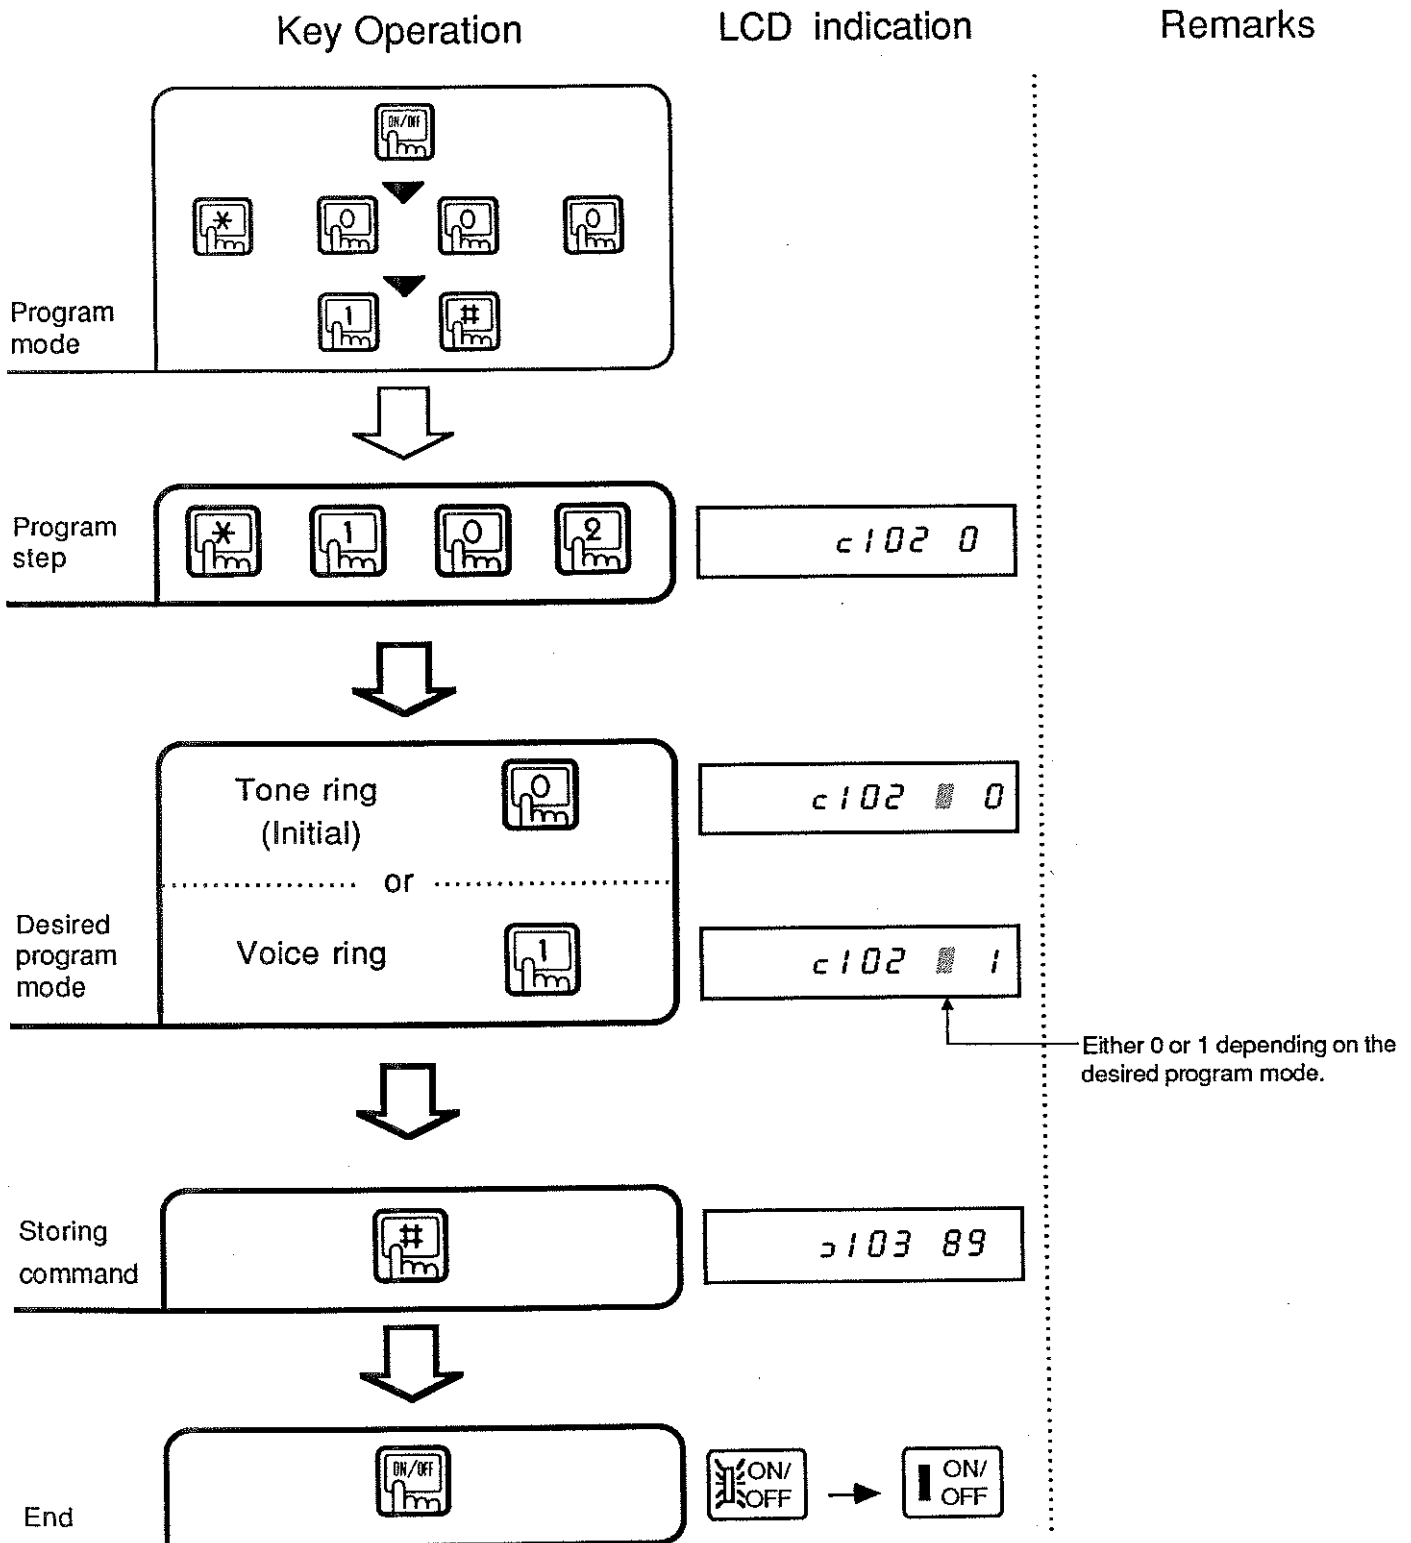 Key Operation LCD indication Remarks
ON/OFF
* 0 0 0
1 #
Program
mode
Program
step
* 1 0 2
c102 0
Tone ring
(Initial)
0
c102 0
or
Desired
program
mode
Voice ring
1
c102 1
Either 0 or 1 depending on the
desired program mode.
Storing
command
#
ɔ103 89
End
ON/OFF
ON/
OFF
ON/
OFF